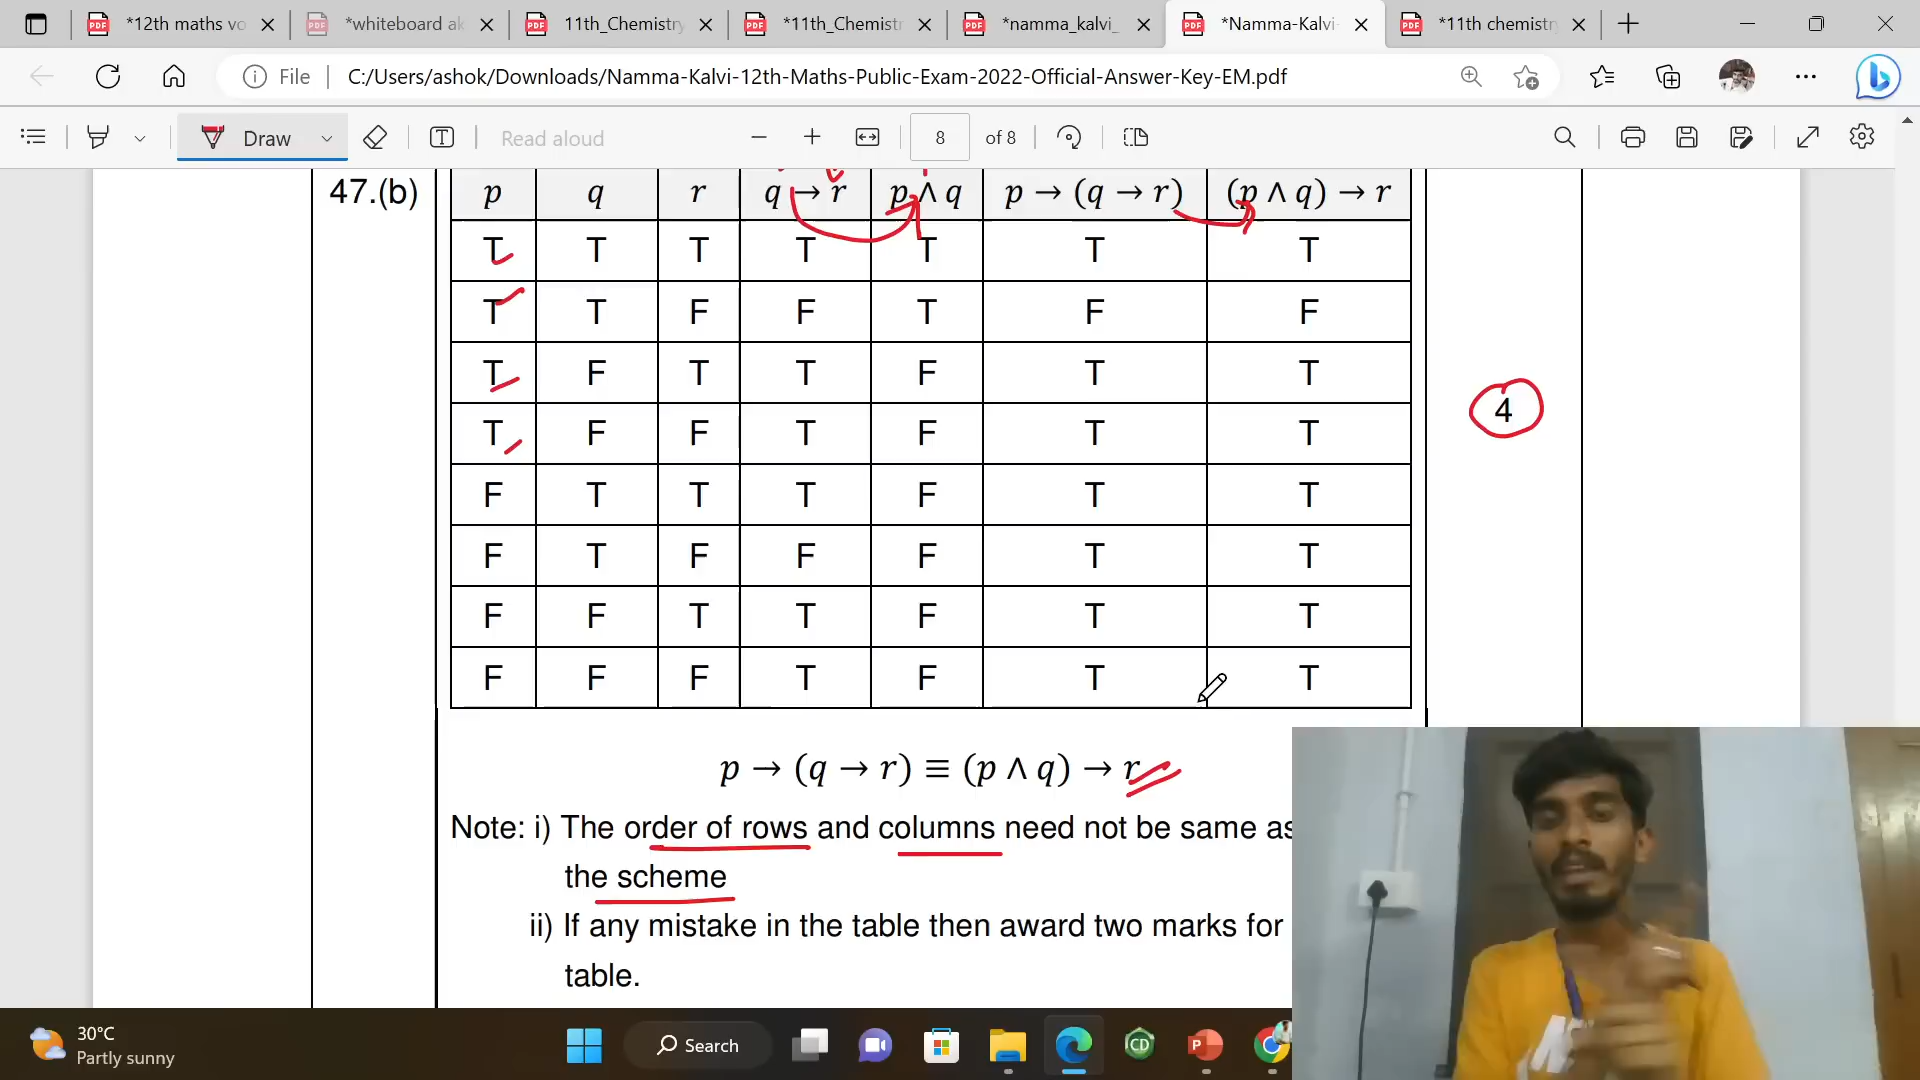 *12th maths vo
*whiteboard ak
11th_Chemistry
*11th_Chemistr
*namma_kalvi_
*Namma-Kalvi-
*11th chemistry
File
C:/Users/ashok/Downloads/Namma-Kalvi-12th-Maths-Public-Exam-2022-Official-Answer-Key-EM.pdf
Draw
Read aloud
8 of 8
47.(b) p q r q → r p ∧ q p → (q → r) (p ∧ q) → r
T T T T T T T
T T F F T F F
T F T T F T T
4
T F F T F T T
F T T T F T T
F T F F F T T
F F T T F T T
F F F T F T T
p → (q → r) ≡ (p ∧ q) → r
Note: i) The order of rows and columns need not be same as
the scheme
ii) If any mistake in the table then award two marks for
table.
30°C
Partly sunny
Search